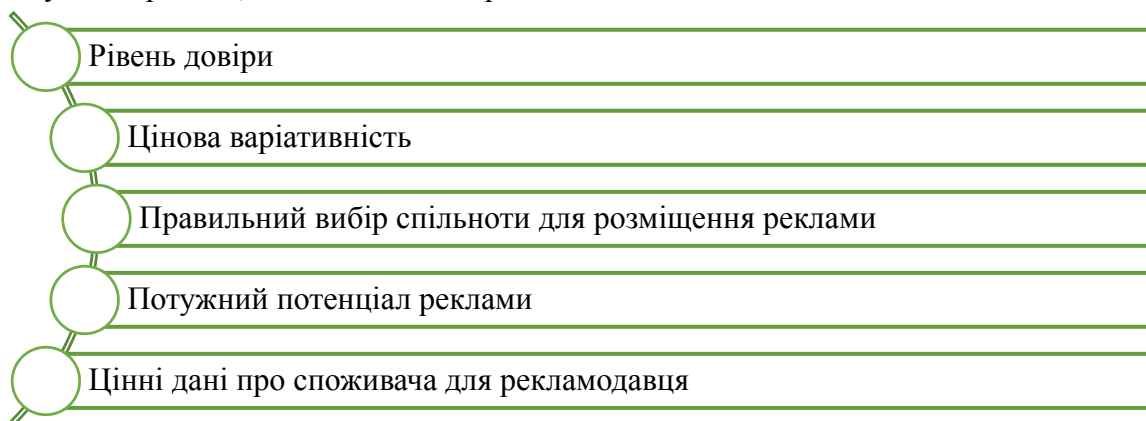 Рівень довіри
Цінова варіативність
Правильний вибір спільноти для розміщення реклами
Потужний потенціал реклами
Цінні дані про споживача для рекламодавця